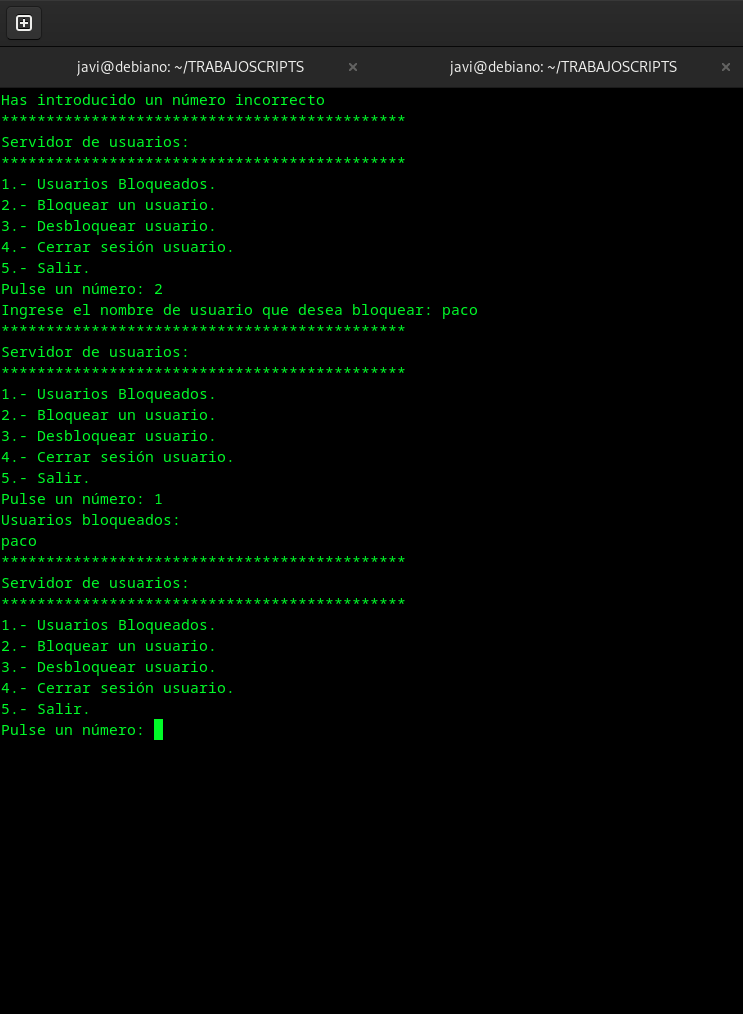 javi@debiano: ~/TRABAJOSCRIPTS × javi@debiano: ~/TRABAJOSCRIPTS ×
Has introducido un número incorrecto
*********************************************
Servidor de usuarios:
*********************************************
1.- Usuarios Bloqueados.
2.- Bloquear un usuario.
3.- Desbloquear usuario.
4.- Cerrar sesión usuario.
5.- Salir.
Pulse un número: 2
Ingrese el nombre de usuario que desea bloquear: paco
*********************************************
Servidor de usuarios:
*********************************************
1.- Usuarios Bloqueados.
2.- Bloquear un usuario.
3.- Desbloquear usuario.
4.- Cerrar sesión usuario.
5.- Salir.
Pulse un número: 1
Usuarios bloqueados:
paco
*********************************************
Servidor de usuarios:
*********************************************
1.- Usuarios Bloqueados.
2.- Bloquear un usuario.
3.- Desbloquear usuario.
4.- Cerrar sesión usuario.
5.- Salir.
Pulse un número: